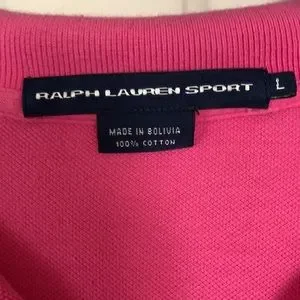 RALPH LAUREN SPORT
L
MADE IN BOLIVIA
100% COTTON